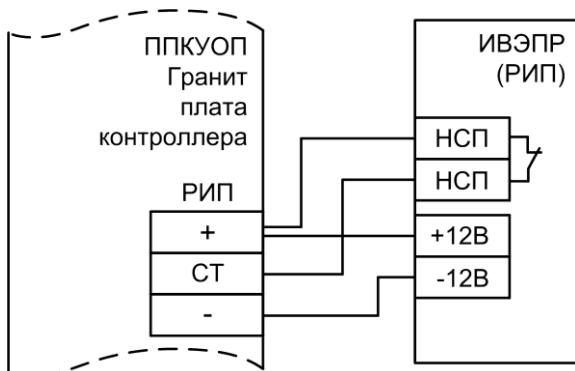 ППКУОП
Гранит
плата
контроллера
РИП
+
СТ
-
ИВЭПР
(РИП)
НСП
НСП
+12В
-12В